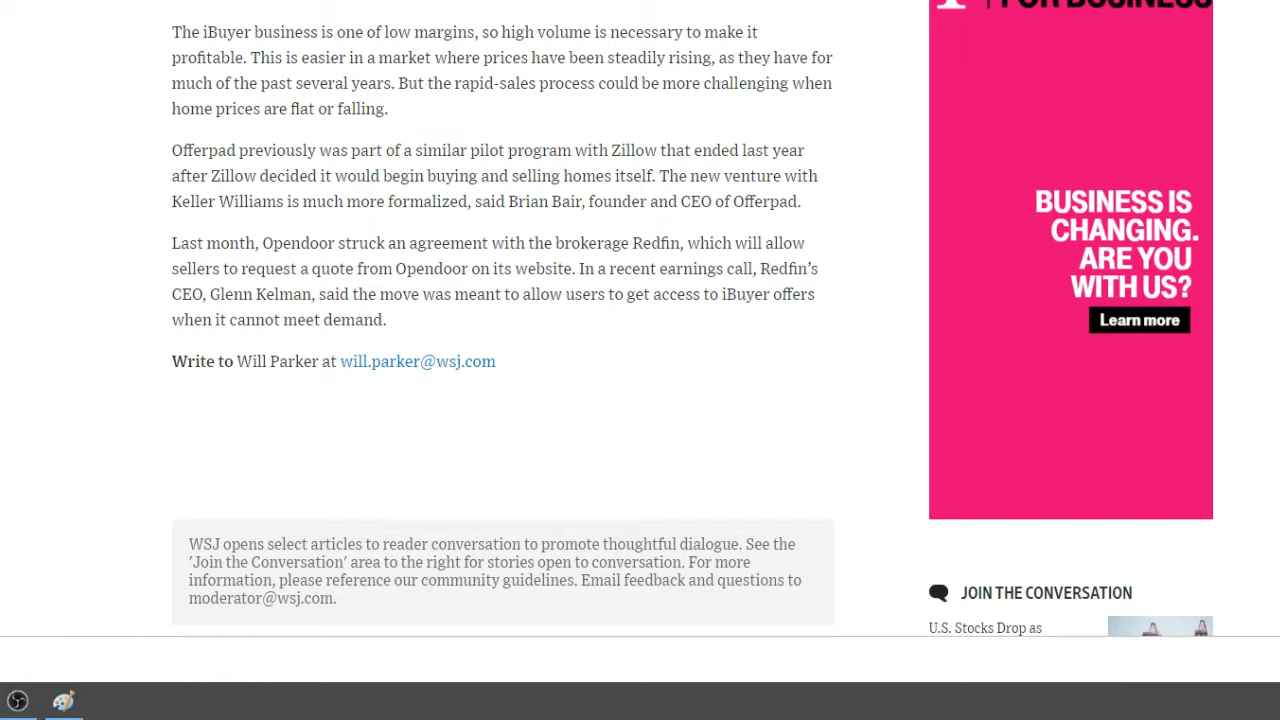 The iBuyer business is one of low margins, so high volume is necessary to make it
profitable. This is easier in a market where prices have been steadily rising, as they have for
much of the past several years. But the rapid-sales process could be more challenging when
home prices are flat or falling.
Offerpad previously was part of a similar pilot program with Zillow that ended last year
after Zillow decided it would begin buying and selling homes itself. The new venture with
Keller Williams is much more formalized, said Brian Bair, founder and CEO of Offerpad.
Last month, Opendoor struck an agreement with the brokerage Redfin, which will allow
sellers to request a quote from Opendoor on its website. In a recent earnings call, Redfin’s
CEO, Glenn Kelman, said the move was meant to allow users to get access to iBuyer offers
when it cannot meet demand.
Write to Will Parker at will.parker@wsj.com
WSJ opens select articles to reader conversation to promote thoughtful dialogue. See the
'Join the Conversation' area to the right for stories open to conversation. For more
information, please reference our community guidelines. Email feedback and questions to
moderator@wsj.com.
FOR BUSINESS
BUSINESS IS
CHANGING.
ARE YOU
WITH US?
Learn more
JOIN THE CONVERSATION
U.S. Stocks Drop as